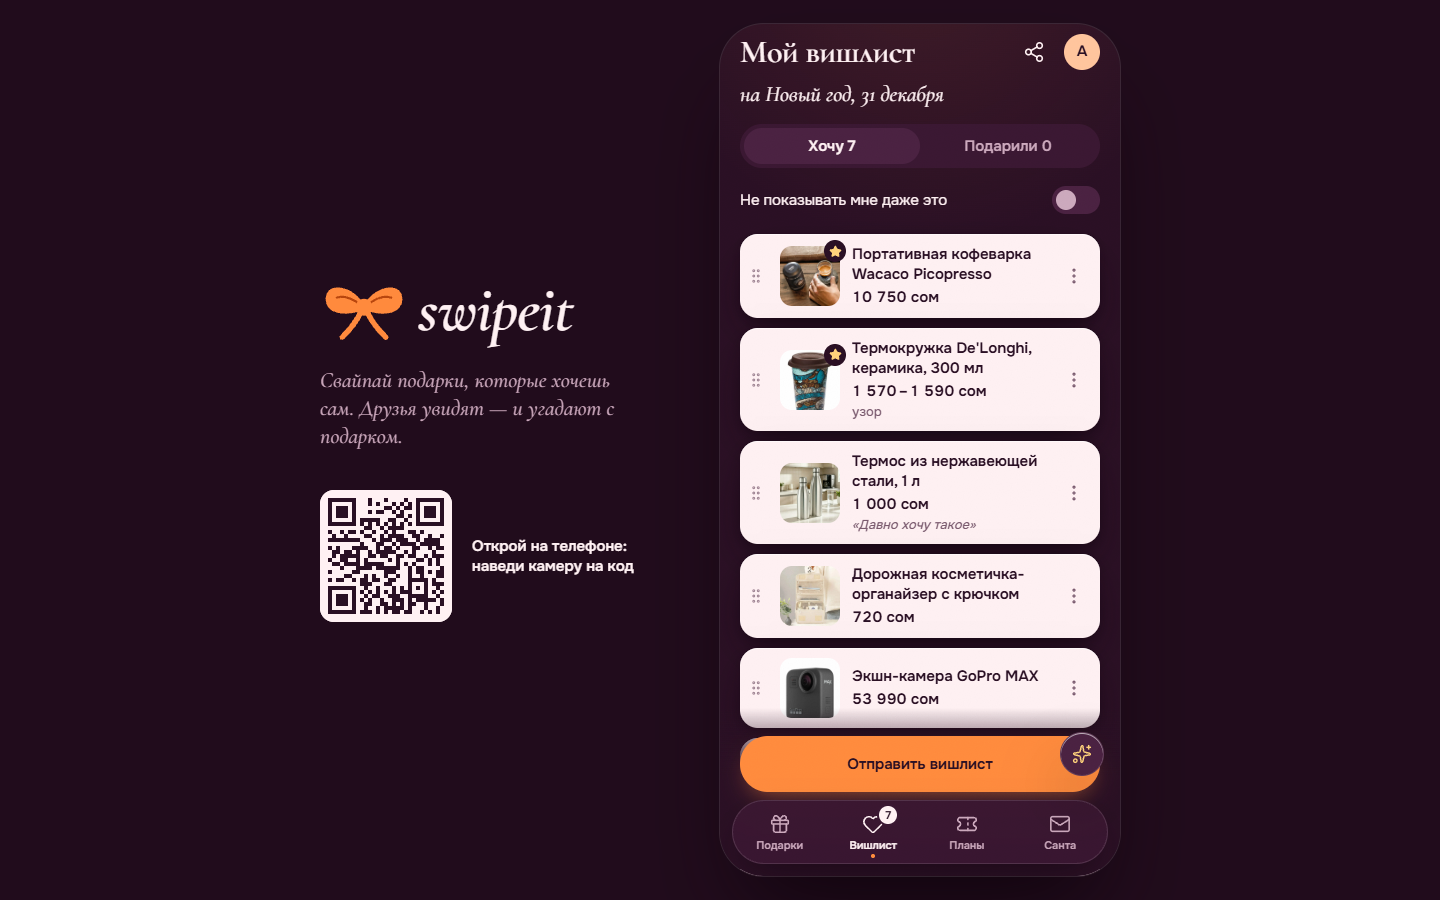 swipeit
Свайпай подарки, которые хочешь
сам. Друзья увидят — и угадают с
подарком.
Открой на телефоне:
наведи камеру на код
Мой вишлист
A
на Новый год, 31 декабря
Хочу 7
Подарили 0
Не показывать мне даже это
Портативная кофеварка
Wacaco Picopresso
10 750 сом
Термокружка De'Longhi,
керамика, 300 мл
1 570 – 1 590 сом
узор
Термос из нержавеющей
стали, 1 л
1 000 сом
«Давно хочу такое»
Дорожная косметичка-
органайзер с крючком
720 сом
Экшн-камера GoPro MAX
53 990 сом
Отправить вишлист
7
Подарки
Вишлист
Планы
Санта